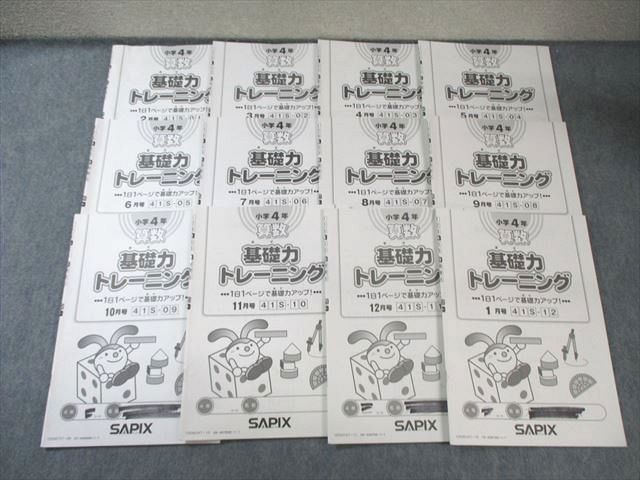 小学4年
算数
基礎力
トレーニング
•••1日1ページで基礎力アップ!•••
2月号 41S-01
小学4年
算数
基礎力
トレーニング
•••1日1ページで基礎力アップ!•••
3月号 41S-02
小学4年
算数
基礎力
トレーニング
•••1日1ページで基礎力アップ!•••
4月号 41S-03
小学4年
算数
基礎力
トレーニング
•••1日1ページで基礎力アップ!•••
5月号 41S-04
小学4年
算数
基礎力
トレーニング
•••1日1ページで基礎力アップ!•••
6月号 41S-05
小学4年
算数
基礎力
トレーニング
•••1日1ページで基礎力アップ!•••
7月号 41S-06
小学4年
算数
基礎力
トレーニング
•••1日1ページで基礎力アップ!•••
8月号 41S-07
小学4年
算数
基礎力
トレーニング
•••1日1ページで基礎力アップ!•••
9月号 41S-08
小学4年
算数
基礎力
トレーニング
•••1日1ページで基礎力アップ!•••
10月号 41S-09
SAPIX
小学4年
算数
基礎力
トレーニング
•••1日1ページで基礎力アップ!•••
11月号 41S-10
SAPIX
小学4年
算数
基礎力
トレーニング
•••1日1ページで基礎力アップ!•••
12月号 41S-1
SAPIX
小学4年
算数
基礎力
トレーニング
•••1日1ページで基礎力アップ!•••
1月号 41S-12
SAPIX